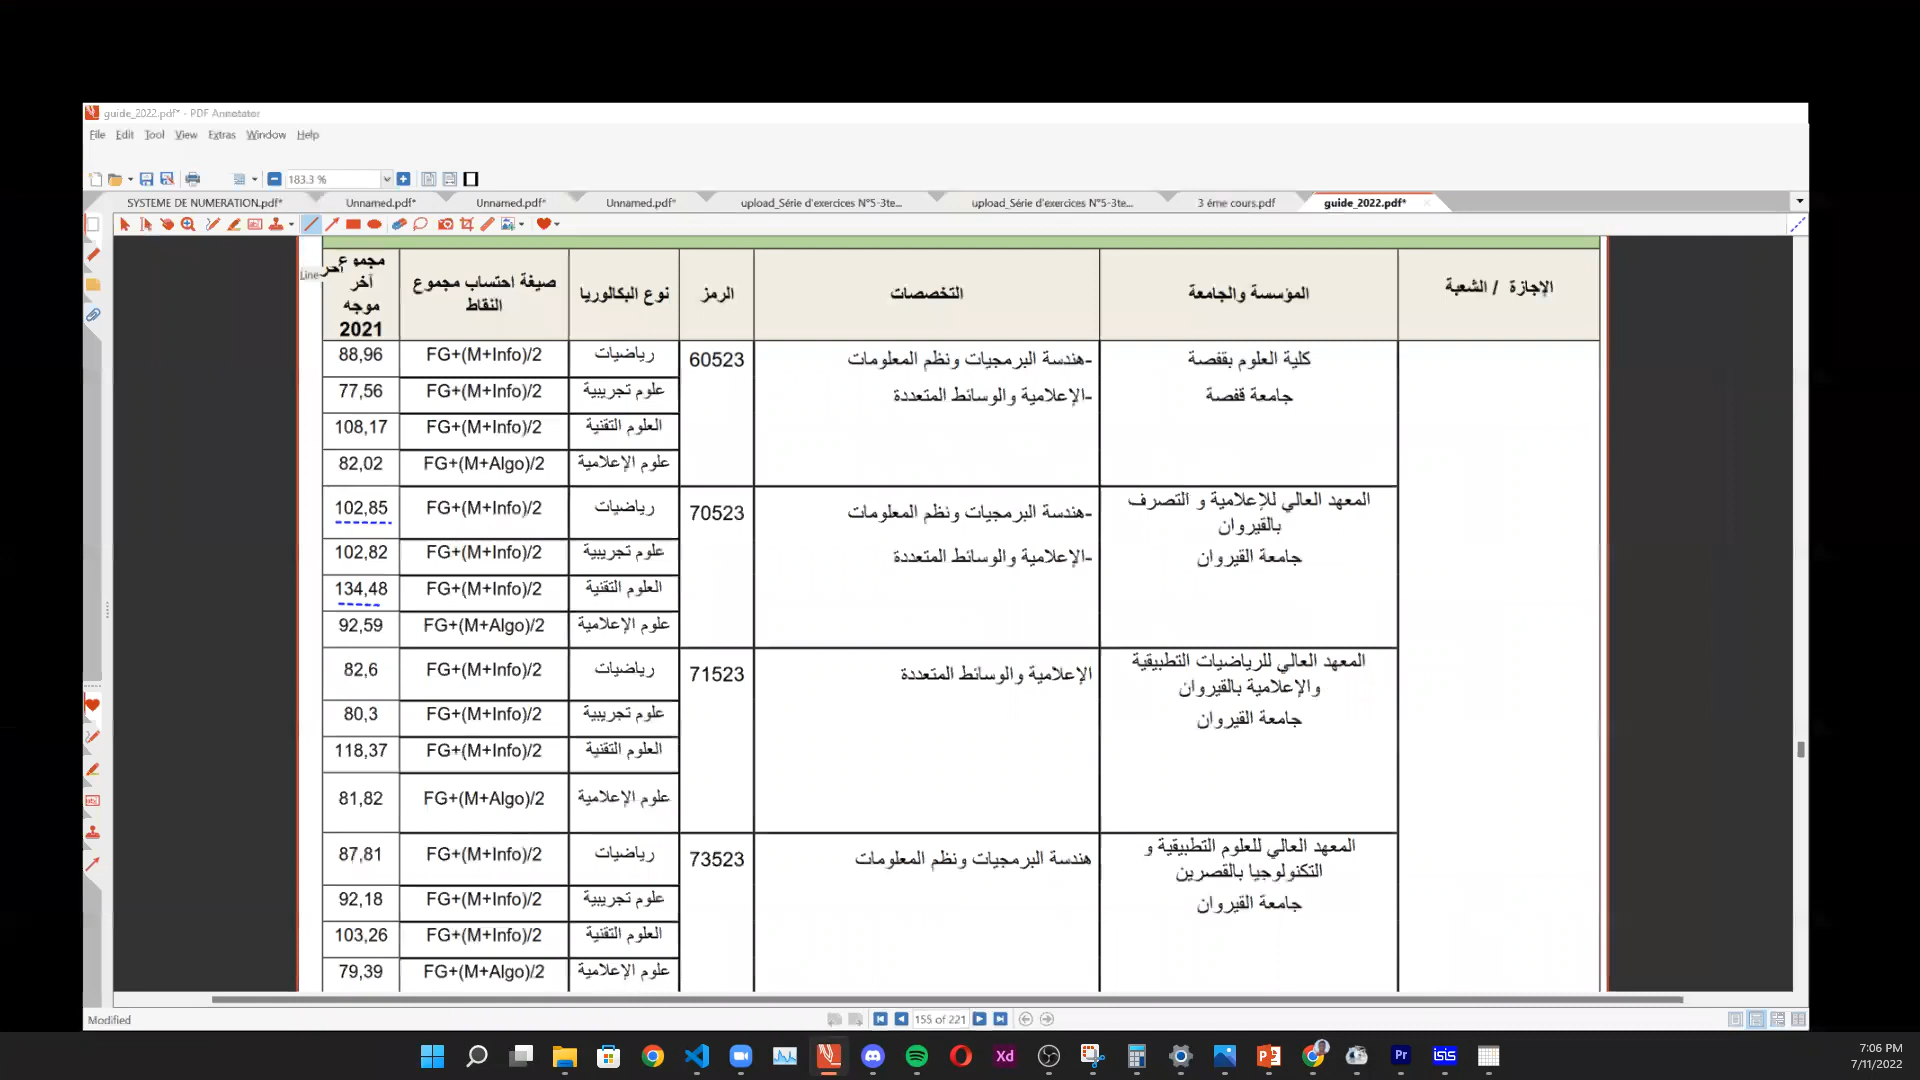 guide_2022.pdf* - PDF Annotator
File Edit Tool View Extras Window Help
183.3 %
SYSTEME DE NUMERATION.pdf* Unnamed.pdf* Unnamed.pdf* Unnamed.pdf* upload_Série d'exercices N°5-3te... upload_Série d'exercices N°5-3te... 3 éme cours.pdf guide_2022.pdf*
Line
الإجازة / الشعبة
المؤسسة والجامعة
التخصصات
الرمز
نوع البكالوريا
صيغة احتساب مجموع
النقاط
مجموع
آخر
موجه
2021
كلية العلوم بقفصة
جامعة قفصة
-هندسة البرمجيات ونظم المعلومات
-الإعلامية والوسائط المتعددة
60523
رياضيات FG+(M+Info)/2 88,96
علوم تجريبية FG+(M+Info)/2 77,56
العلوم التقنية FG+(M+Info)/2 108,17
علوم الإعلامية FG+(M+Algo)/2 82,02
المعهد العالي للإعلامية و التصرف
بالقيروان
جامعة القيروان
-هندسة البرمجيات ونظم المعلومات
-الإعلامية والوسائط المتعددة
70523
رياضيات FG+(M+Info)/2 102,85
علوم تجريبية FG+(M+Info)/2 102,82
العلوم التقنية FG+(M+Info)/2 134,48
علوم الإعلامية FG+(M+Algo)/2 92,59
المعهد العالي للرياضيات التطبيقية
والإعلامية بالقيروان
جامعة القيروان
الإعلامية والوسائط المتعددة
71523
رياضيات FG+(M+Info)/2 82,6
علوم تجريبية FG+(M+Info)/2 80,3
العلوم التقنية FG+(M+Info)/2 118,37
علوم الإعلامية FG+(M+Algo)/2 81,82
المعهد العالي للعلوم التطبيقية و
التكنولوجيا بالقصرين
جامعة القيروان
هندسة البرمجيات ونظم المعلومات
73523
رياضيات FG+(M+Info)/2 87,81
علوم تجريبية FG+(M+Info)/2 92,18
العلوم التقنية FG+(M+Info)/2 103,26
علوم الإعلامية FG+(M+Algo)/2 79,39
Modified
155 of 221
Xd
Pr
isis
7:06 PM
7/11/2022